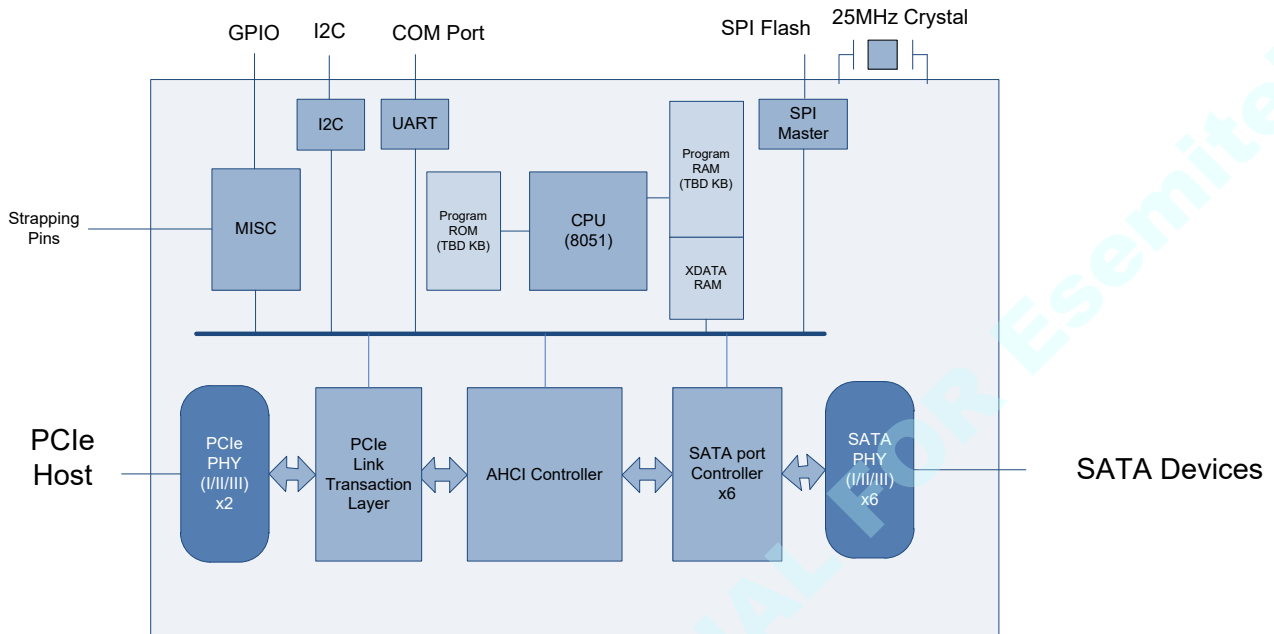 GPIO
I2C
COM Port
SPI Flash
25MHz Crystal
I2C
UART
SPI
Master
Program
RAM
(TBD KB)
Program
ROM
(TBD KB)
CPU
(8051)
MISC
Strapping
Pins
XDATA
RAM
PCIe
Host
PCIe
PHY
(I/II/III)
x2
PCIe
Link
Transaction
Layer
AHCI Controller
SATA port
Controller
x6
SATA
PHY
(I/II/III)
x6
SATA Devices
FOR